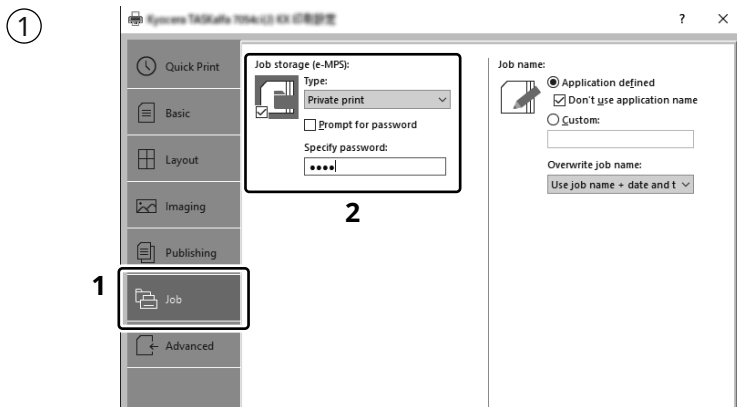 1
?
Quick Print
Basic
Layout
Imaging
Publishing
1
Job
Advanced
Job storage (e-MPS):
Type:
Private print
Prompt for password
Specify password:
••••
2
Job name:
Application defined
Don't use application name
Custom:
Overwrite job name:
Use job name + date and t